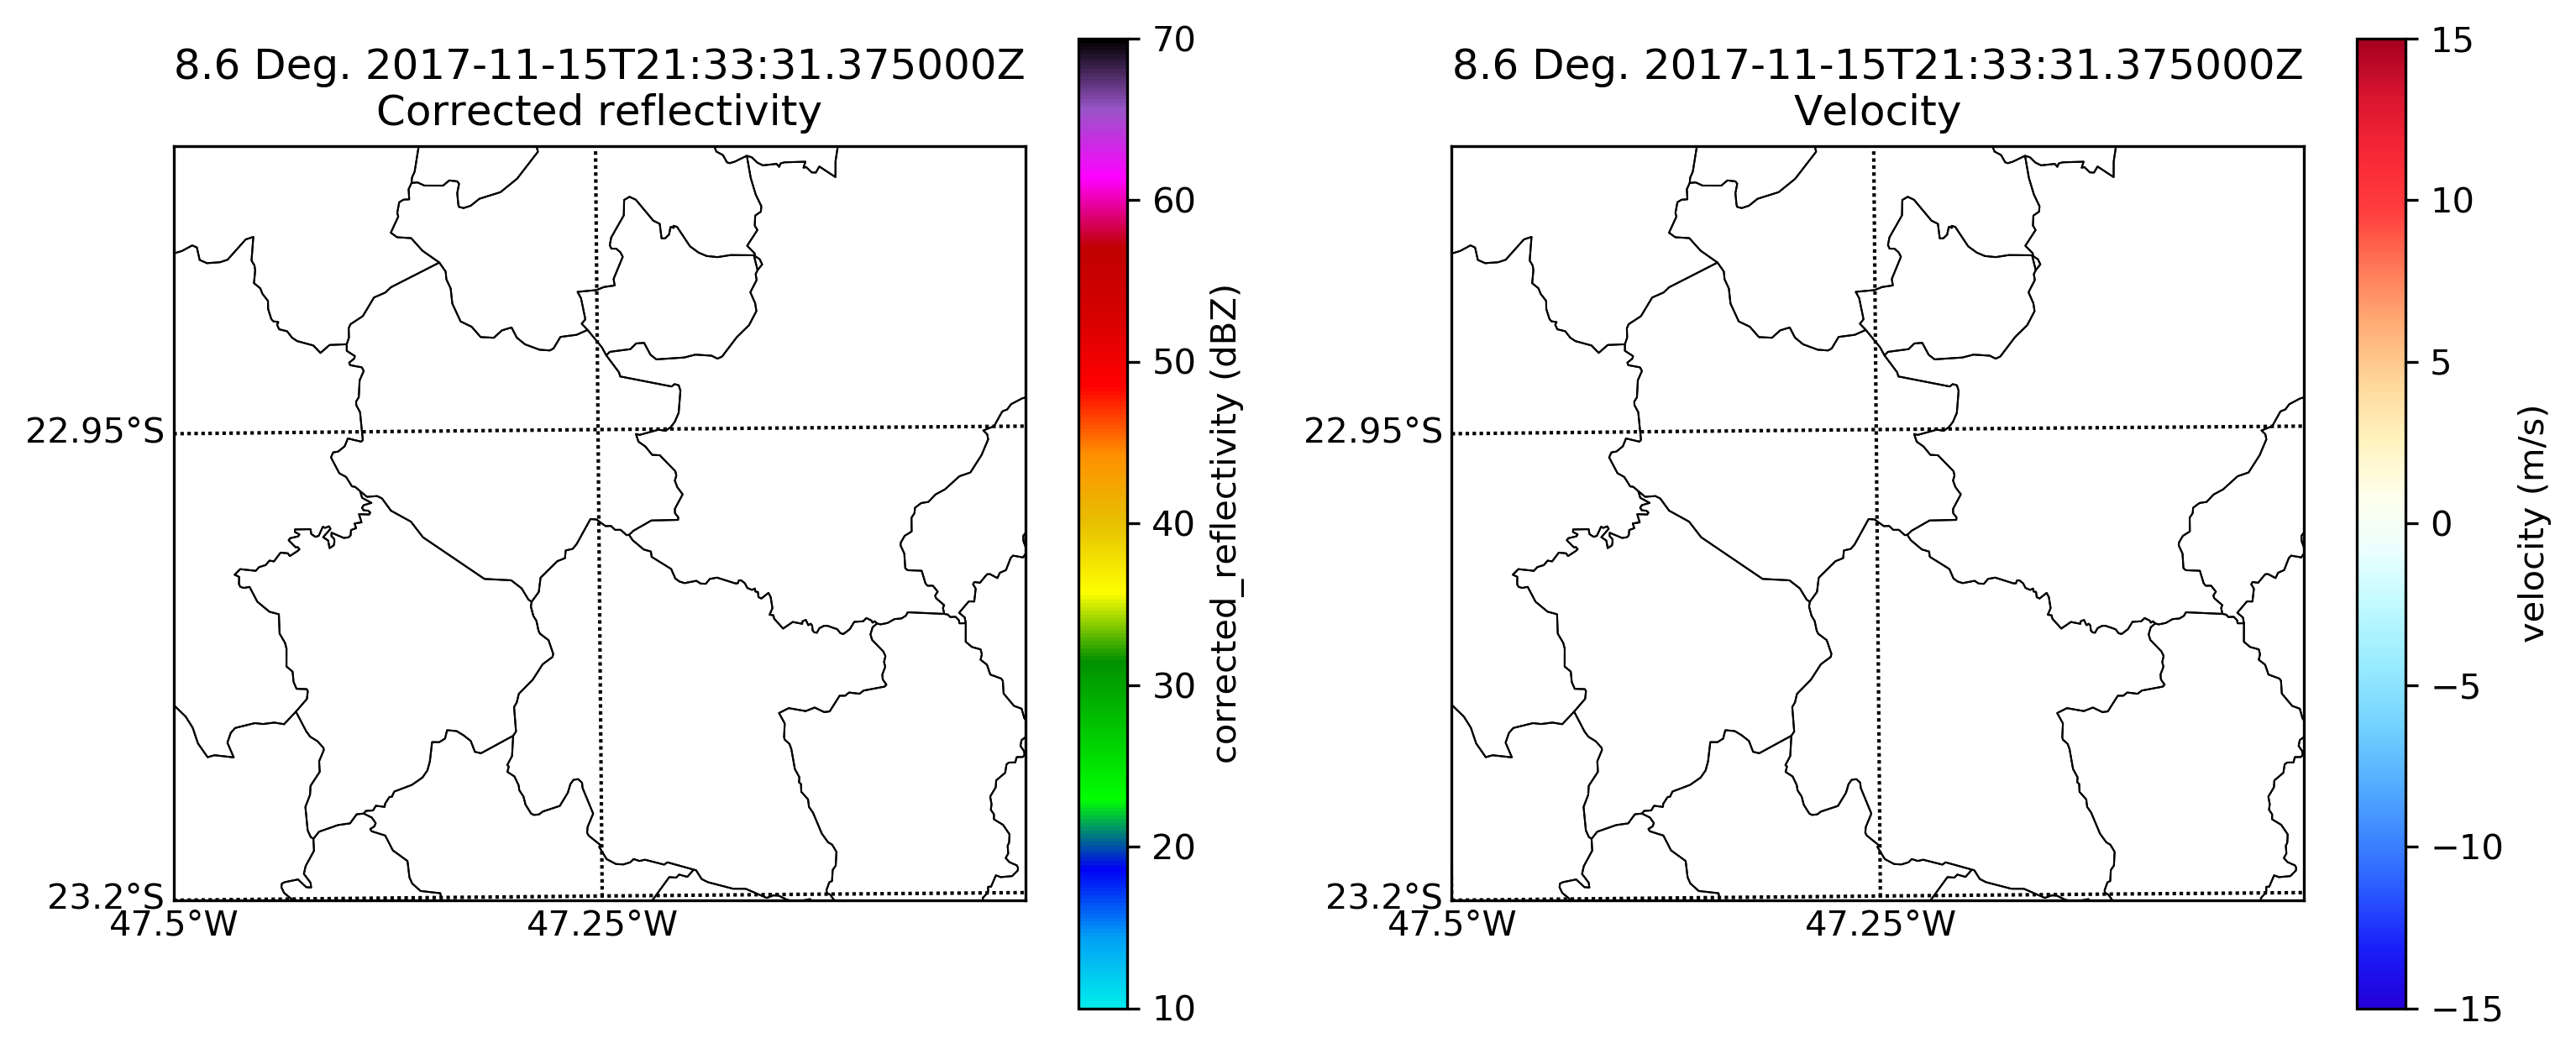 8.6 Deg. 2017-11-15T21:33:31.375000Z
Corrected reflectivity
22.95°S
23.2°S
47.5°W
47.25°W
70
60
50
40
30
20
10
corrected_reflectivity (dBZ)
8.6 Deg. 2017-11-15T21:33:31.375000Z
Velocity
22.95°S
23.2°S
47.5°W
47.25°W
15
10
5
0
−5
−10
−15
velocity (m/s)